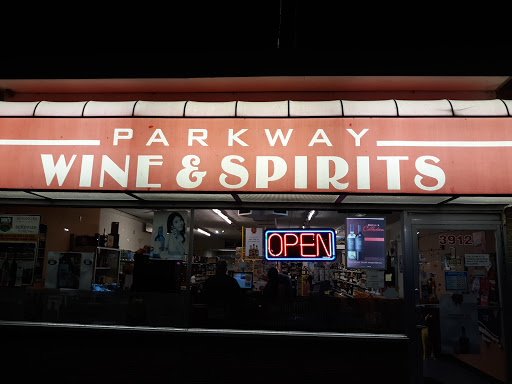 PARKWAY
WINE & SPIRITS
OPEN
3912